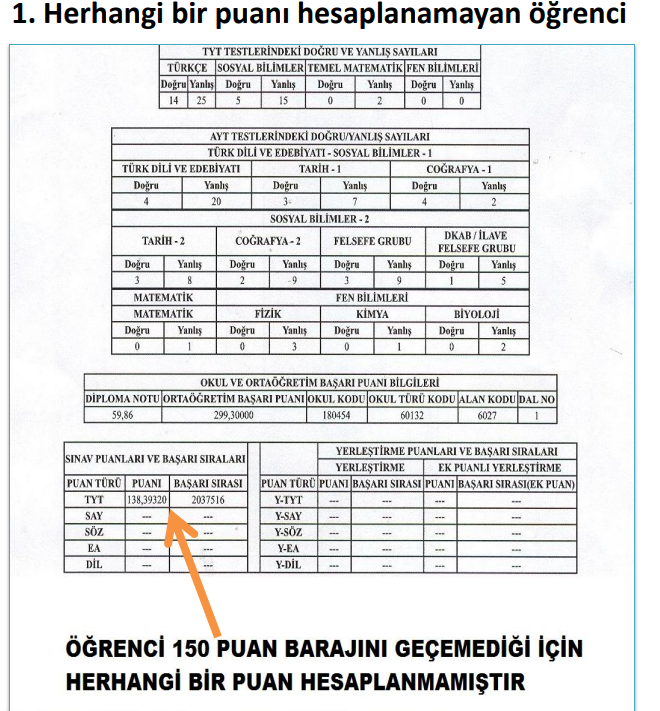 1. Herhangi bir puanı hesaplanamayan öğrenci
TYT TESTLERİNDEKİ DOĞRU VE YANLIŞ SAYILARI
TÜRKÇE SOSYAL BİLİMLER TEMEL MATEMATİK FEN BİLİMLERİ
Doğru Yanlış Doğru Yanlış Doğru Yanlış Doğru Yanlış
14 25 5 15 0 2 0 0
AYT TESTLERİNDEKİ DOĞRU/YANLIŞ SAYILARI
TÜRK DİLİ VE EDEBİYATI - SOSYAL BİLİMLER - 1
TÜRK DİLİ VE EDEBİYATI TARİH - 1 COĞRAFYA - 1
Doğru Yanlış Doğru Yanlış Doğru Yanlış
4 20 3 7 4 2
SOSYAL BİLİMLER - 2
TARİH - 2 COĞRAFYA - 2 FELSEFE GRUBU DKAB / İLAVE FELSEFE GRUBU
Doğru Yanlış Doğru Yanlış Doğru Yanlış Doğru Yanlış
3 8 2 9 3 9 1 5
MATEMATİK FEN BİLİMLERİ
MATEMATİK FİZİK KİMYA BİYOLOJİ
Doğru Yanlış Doğru Yanlış Doğru Yanlış Doğru Yanlış
0 1 0 3 0 1 0 2
OKUL VE ORTAÖĞRETİM BAŞARI PUANI BİLGİLERİ
DİPLOMA NOTU ORTAÖĞRETİM BAŞARI PUANI OKUL KODU OKUL TÜRÜ KODU ALAN KODU DAL NO
59,86 299,30000 180454 60132 6027 1
SINAV PUANLARI VE BAŞARI SIRALARI
PUAN TÜRÜ PUANI BAŞARI SIRASI
TYT 138,39320 2037516
SAY --- ---
SÖZ --- ---
EA --- ---
DİL --- ---
YERLEŞTİRME PUANLARI VE BAŞARI SIRALARI
YERLEŞTİRME EK PUANLI YERLEŞTİRME
PUAN TÜRÜ PUANI BAŞARI SIRASI PUANI BAŞARI SIRASI(EK PUAN)
Y-TYT --- --- --- ---
Y-SAY --- --- --- ---
Y-SÖZ --- --- --- ---
Y-EA --- --- --- ---
Y-DİL --- --- --- ---
ÖĞRENCİ 150 PUAN BARAJINI GEÇEMEDİĞİ İÇİN
HERHANGİ BİR PUAN HESAPLANMAMIŞTIR